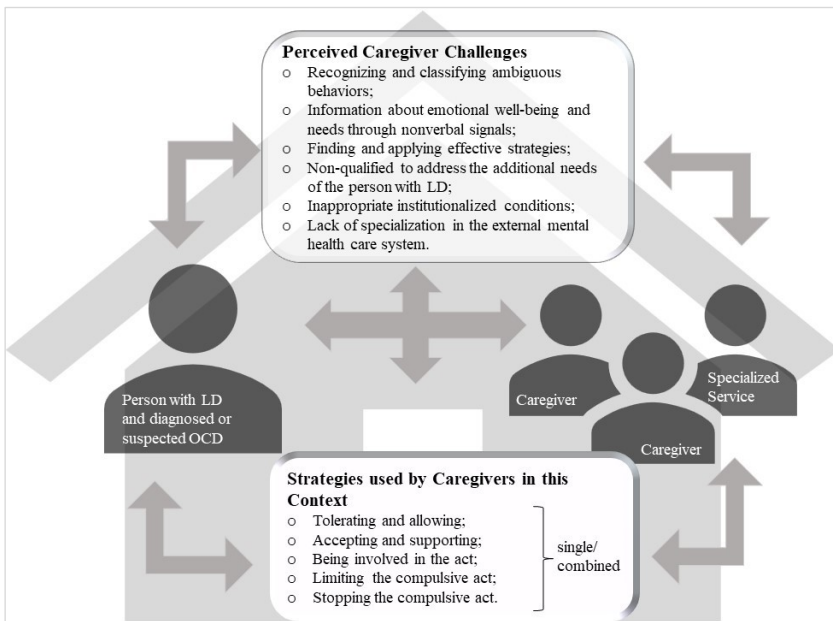 Perceived Caregiver Challenges
o Recognizing and classifying ambiguous
behaviors;
o Information about emotional well-being and
needs through nonverbal signals;
o Finding and applying effective strategies;
o Non-qualified to address the additional needs
of the person with LD;
o Inappropriate institutionalized conditions;
o Lack of specialization in the external mental
health care system.
Person with LD
and diagnosed or
suspected OCD
Caregiver
Caregiver
Specialized
Service
Strategies used by Caregivers in this
Context
o Tolerating and allowing;
o Accepting and supporting;
o Being involved in the act;
o Limiting the compulsive act;
o Stopping the compulsive act.
single/
combined